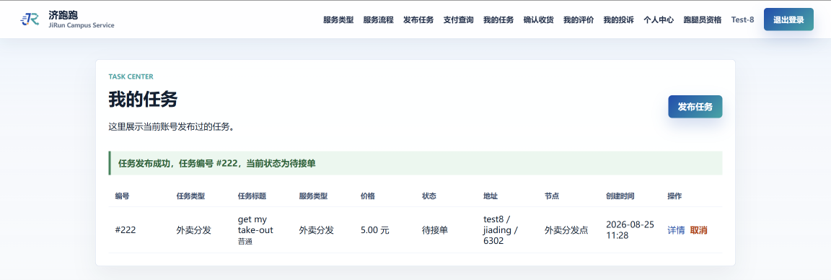 济跑跑
JiRun Campus Service
服务类型 服务流程 发布任务 支付查询 我的任务 确认收货 我的评价 我的投诉 个人中心 跑腿员资格 Test-8 退出登录
TASK CENTER
我的任务
这里展示当前账号发布过的任务。
发布任务
任务发布成功，任务编号 #222，当前状态为待接单
编号 任务类型 任务标题 服务类型 价格 状态 地址 节点 创建时间 操作
#222 外卖分发 get my take-out 普通 外卖分发 5.00 元 待接单 test8 / jiading / 6302 外卖分发点 2026-08-25 11:28 详情 取消